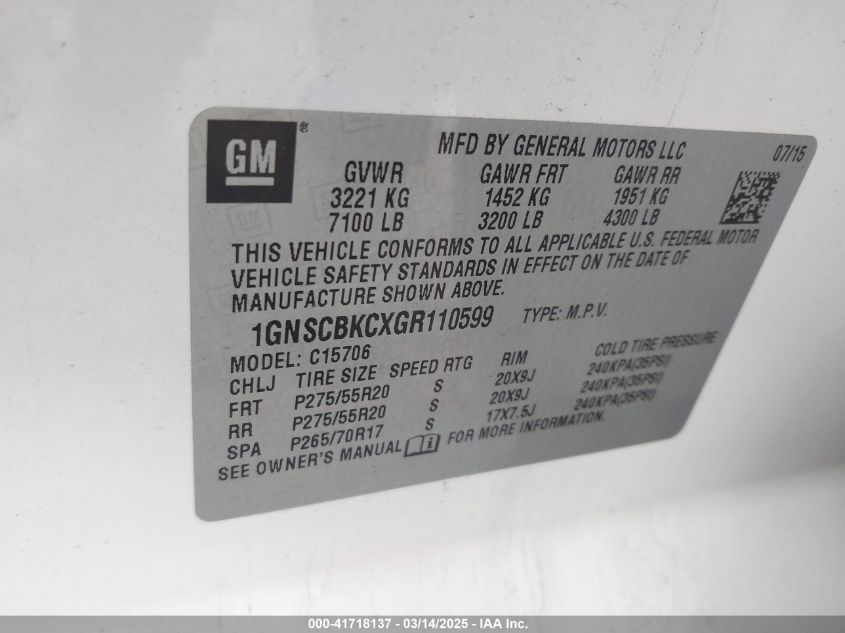 GM ®
MFD BY GENERAL MOTORS LLC 07/15
GVWR GAWR FRT GAWR RR
3221 KG 1452 KG 1951 KG
7100 LB 3200 LB 4300 LB
THIS VEHICLE CONFORMS TO ALL APPLICABLE U.S. FEDERAL MOTOR
VEHICLE SAFETY STANDARDS IN EFFECT ON THE DATE OF
MANUFACTURE SHOWN ABOVE.
1GNSCBKCXGR110599 TYPE: M.P.V.
MODEL: C15706
CHLJ TIRE SIZE SPEED RTG RIM COLD TIRE PRESSURE
FRT P275/55R20 S 20X9J 240KPA(35PSI)
RR P275/55R20 S 20X9J 240KPA(35PSI)
SPA P265/70R17 S 17X7.5J 240KPA(35PSI)
SEE OWNER'S MANUAL FOR MORE INFORMATION.
000-41718137 - 03/14/2025 - IAA Inc.